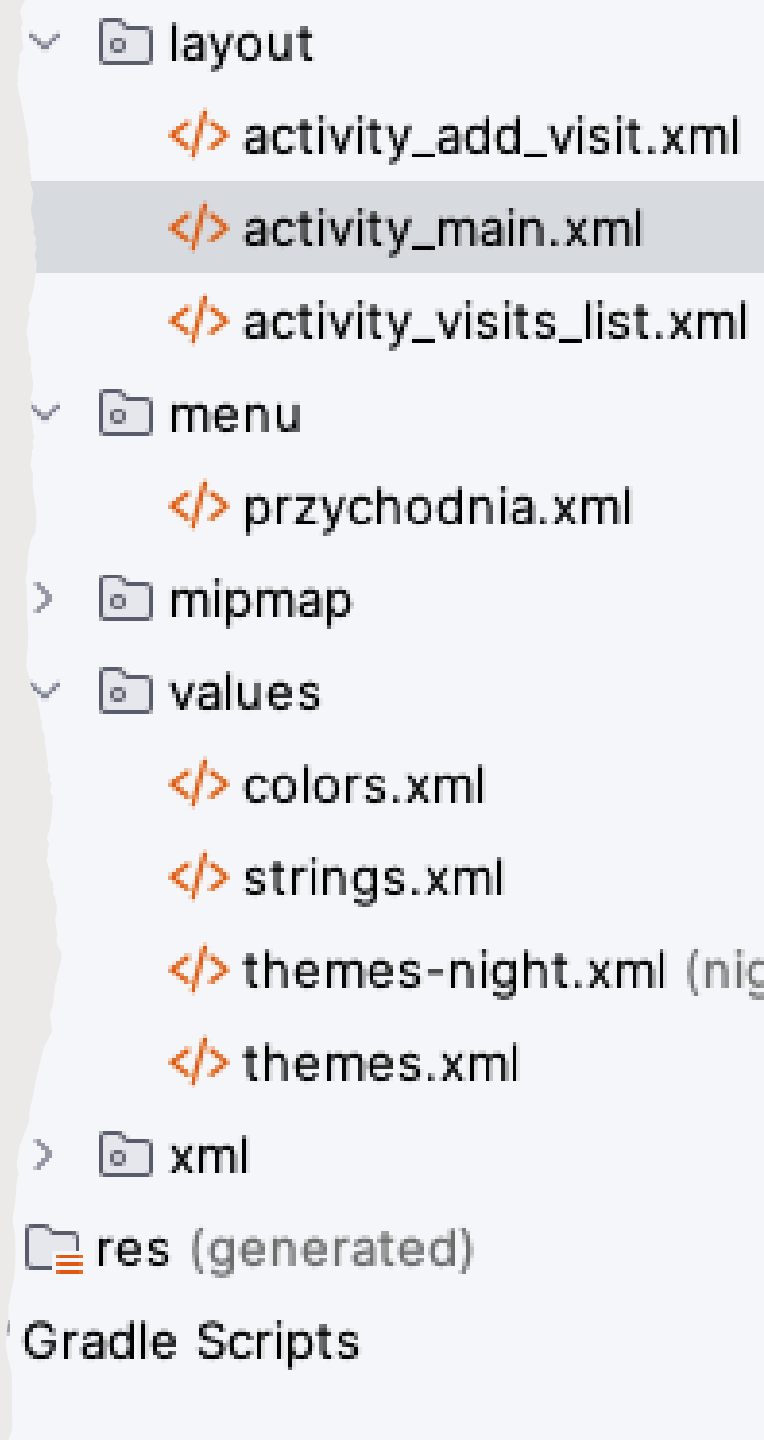 layout
activity_add_visit.xml
activity_main.xml
activity_visits_list.xml
menu
przychodnia.xml
mipmap
values
colors.xml
strings.xml
themes-night.xml (nig
themes.xml
xml
res (generated)
Gradle Scripts